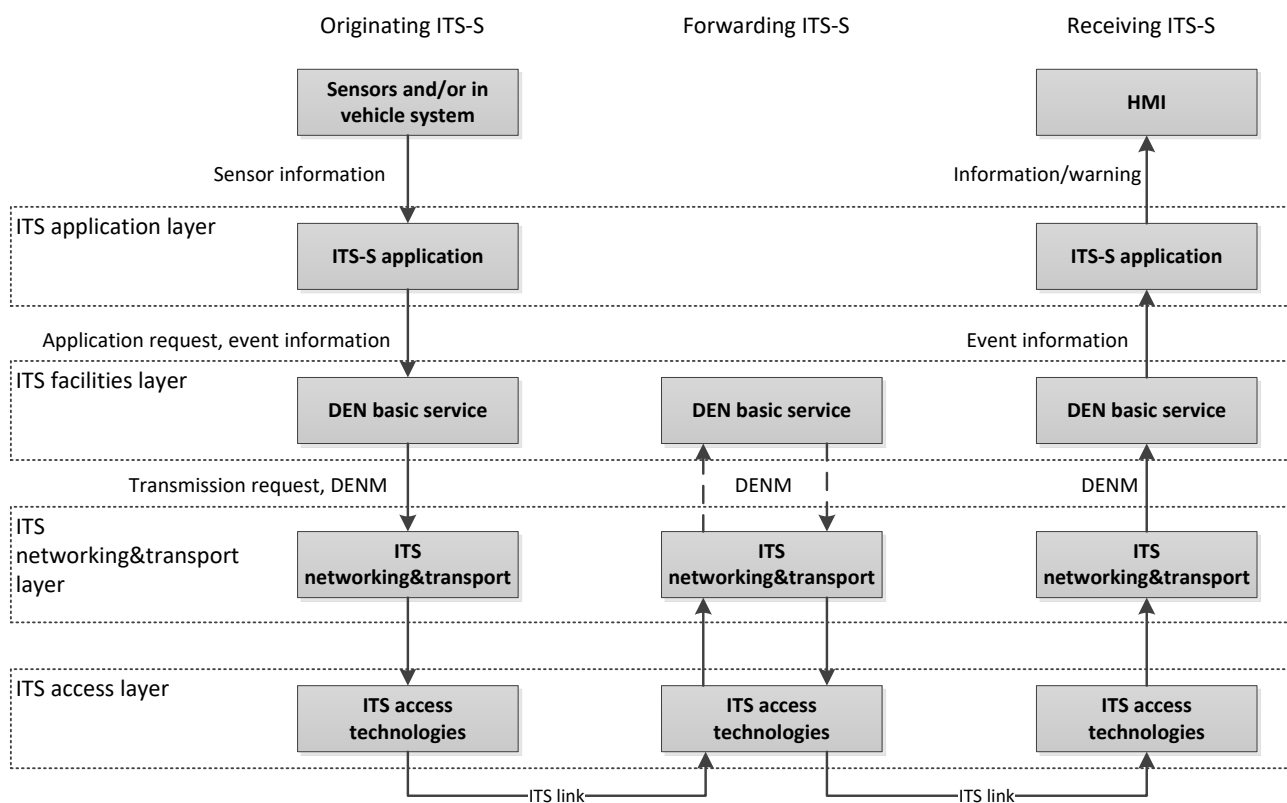 Originating ITS-S
Forwarding ITS-S
Receiving ITS-S
Sensors and/or in
vehicle system
HMI
Sensor information
Information/warning
ITS application layer
ITS-S application
ITS-S application
Application request, event information
Event information
ITS facilities layer
DEN basic service
DEN basic service
DEN basic service
Transmission request, DENM
DENM
DENM
ITS
networking&transport
layer
ITS
networking&transport
ITS
networking&transport
ITS
networking&transport
ITS access layer
ITS access
technologies
ITS access
technologies
ITS access
technologies
ITS link
ITS link